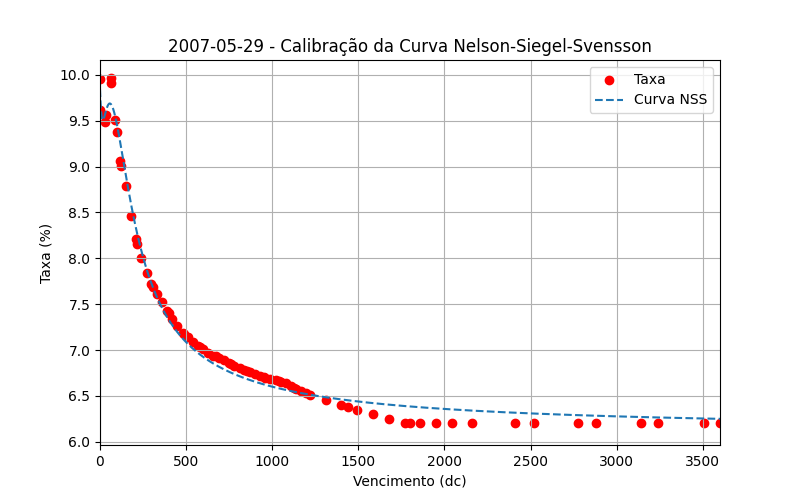 2007-05-29 - Calibração da Curva Nelson-Siegel-Svensson
Taxa
Curva NSS
Taxa (%)
10.0
9.5
9.0
8.5
8.0
7.5
7.0
6.5
6.0
0 500 1000 1500 2000 2500 3000 3500
Vencimento (dc)